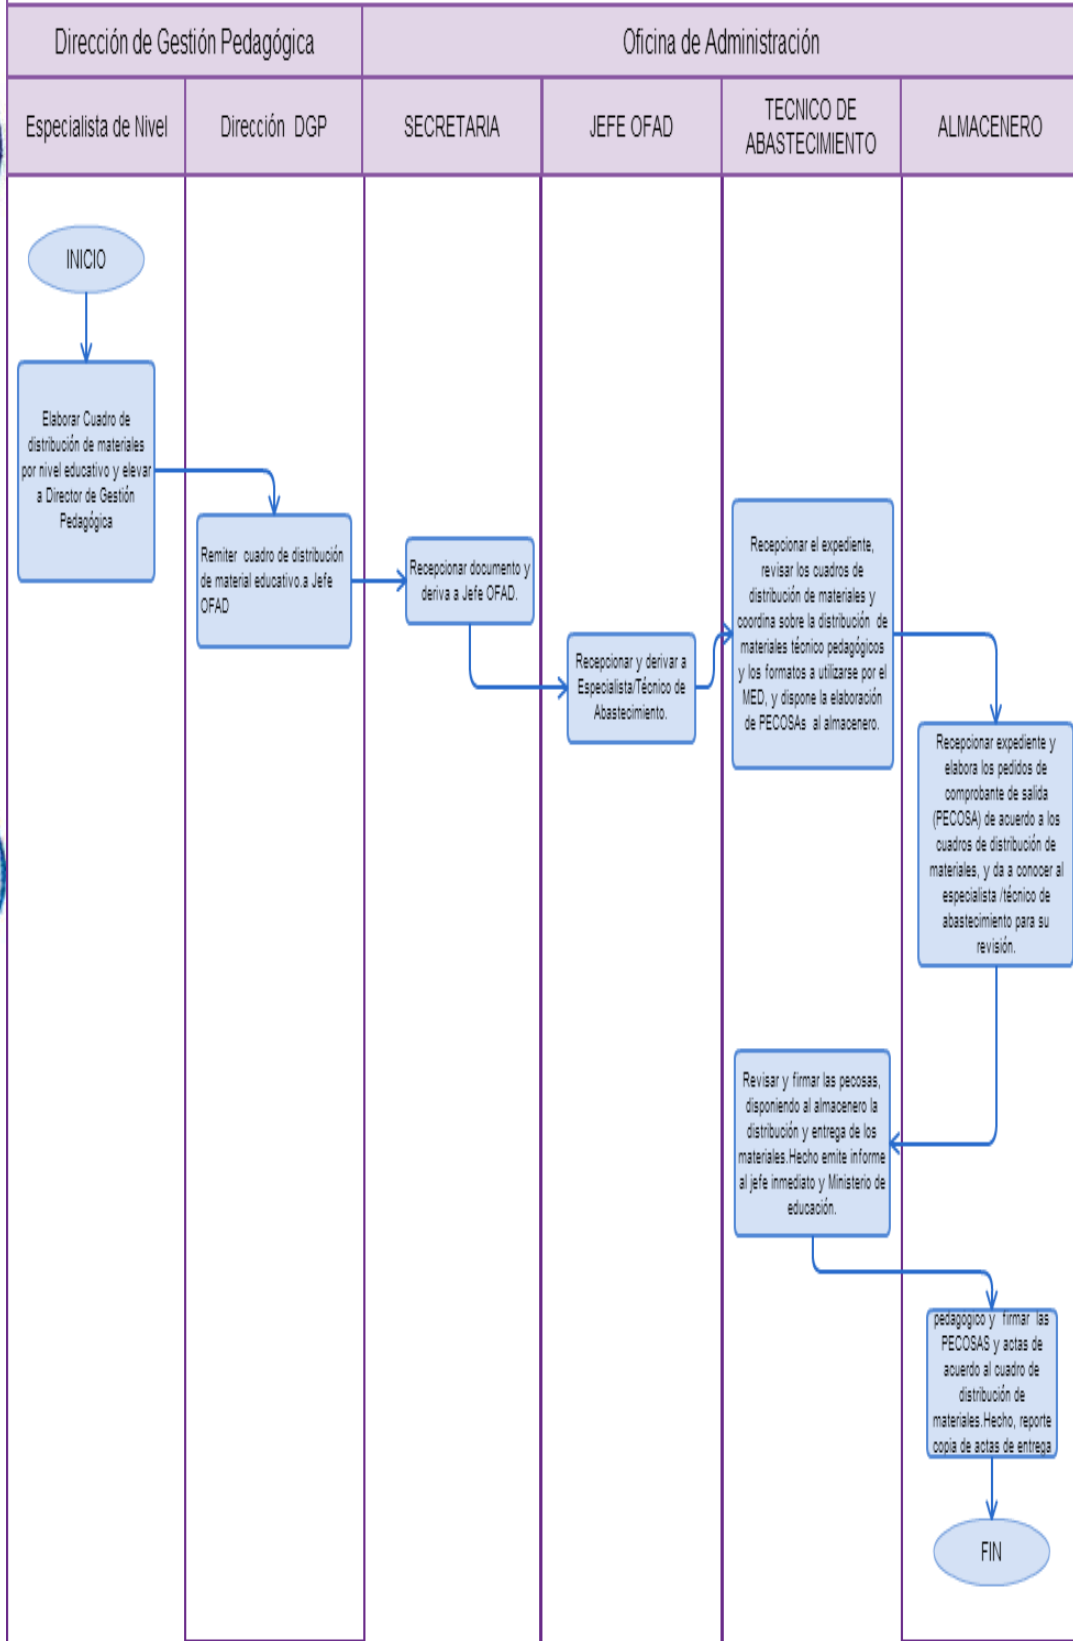 Dirección de Gestión Pedagógica
Oficina de Administración
Especialista de Nivel
Dirección DGP
SECRETARIA
JEFE OFAD
TECNICO DE
ABASTECIMIENTO
ALMACENERO
INICIO
Elaborar Cuadro de
distribución de materiales
por nivel educativo y elevar
a Director de Gestión
Pedagógica
Remiter cuadro de distribución
de material educativo.a Jefe
OFAD
Recepcionar documento y
deriva a Jefe OFAD.
Recepcionar y derivar a
Especialista/Técnico de
Abastecimiento.
Recepcionar el expediente,
revisar los cuadros de
distribución de materiales y
coordina sobre la distribución de
materiales técnico pedagógicos
y los formatos a utilizarse por el
MED, y dispone la elaboración
de PECOSAs al almacenero.
Recepcionar expediente y
elabora los pedidos de
comprobante de salida
(PECOSA) de acuerdo a los
cuadros de distribución de
materiales, y da a conocer al
especialista /técnico de
abastecimiento para su
revisión.
Revisar y firmar las pecosas,
disponiendo al almacenero la
distribución y entrega de los
materiales.Hecho emite informe
al jefe inmediato y Ministerio de
educación.
pedagógico y firmar las
PECOSAS y actas de
acuerdo al cuadro de
distribución de
materiales.Hecho, reporte
copia de actas de entrega
FIN